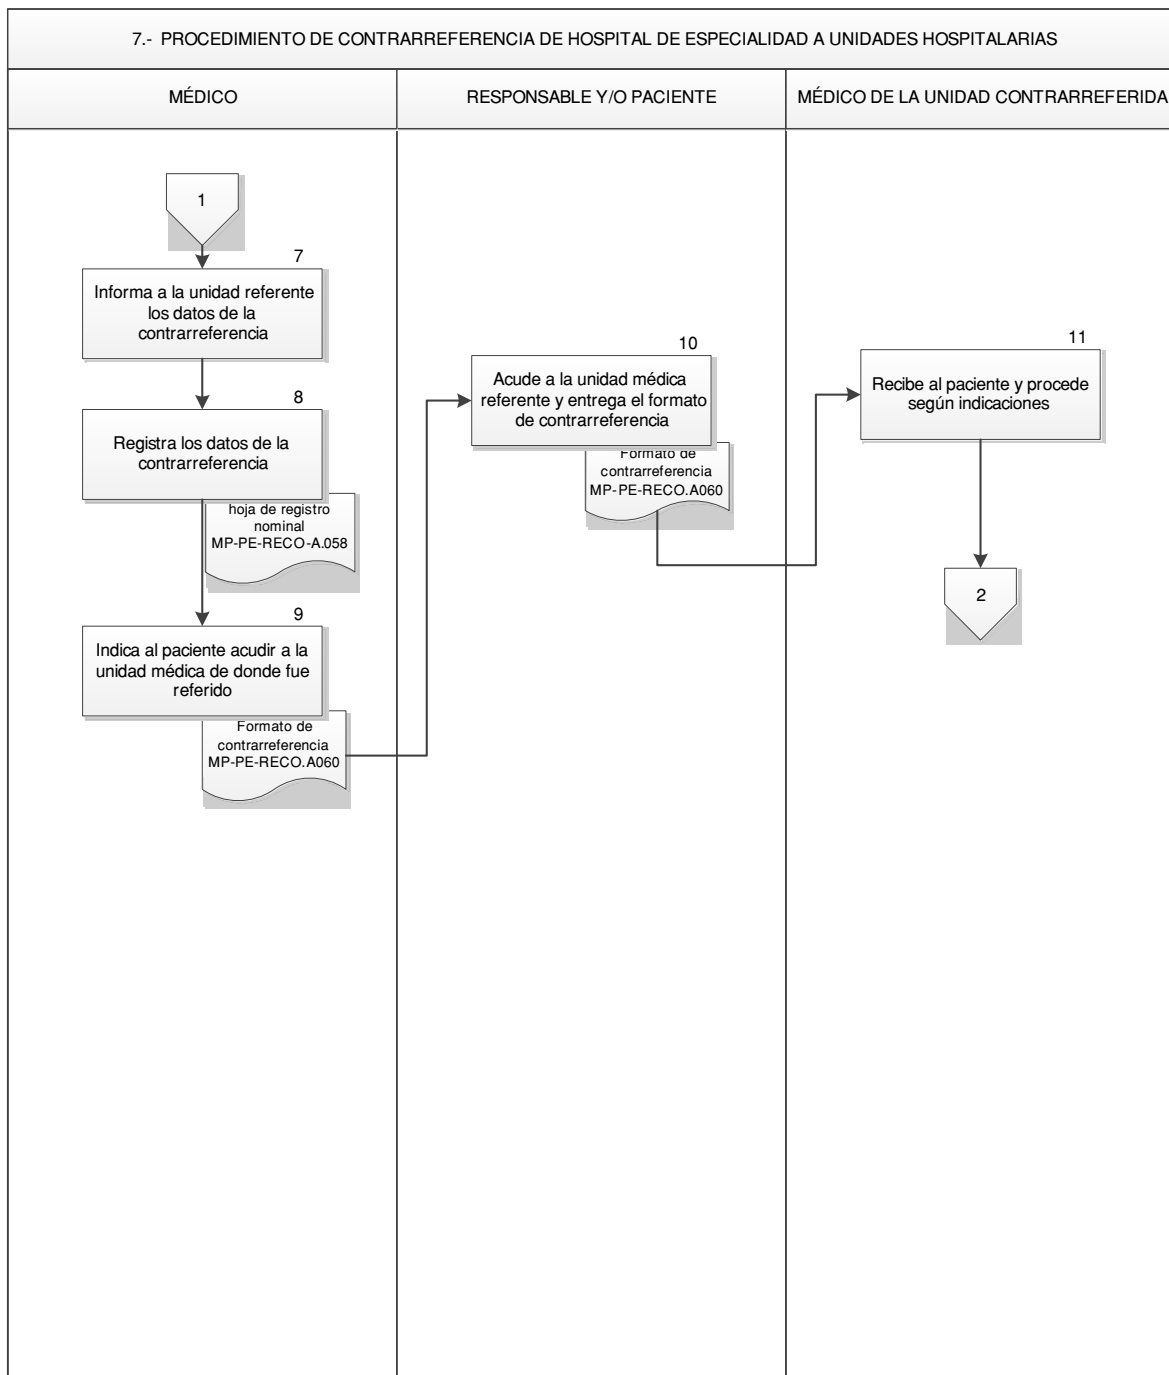 7.- PROCEDIMIENTO DE CONTRARREFERENCIA DE HOSPITAL DE ESPECIALIDAD A UNIDADES HOSPITALARIAS
MÉDICO
RESPONSABLE Y/O PACIENTE
MÉDICO DE LA UNIDAD CONTRARREFERIDA
1
7
Informa a la unidad referente
los datos de la
contrarreferencia
8
Registra los datos de la
contrarreferencia
hoja de registro
nominal
MP-PE-RECO-A.058
9
Indica al paciente acudir a la
unidad médica de donde fue
referido
Formato de
contrarreferencia
MP-PE-RECO.A060
10
Acude a la unidad médica
referente y entrega el formato
de contrarreferencia
Formato de
contrarreferencia
MP-PE-RECO.A060
11
Recibe al paciente y procede
según indicaciones
2